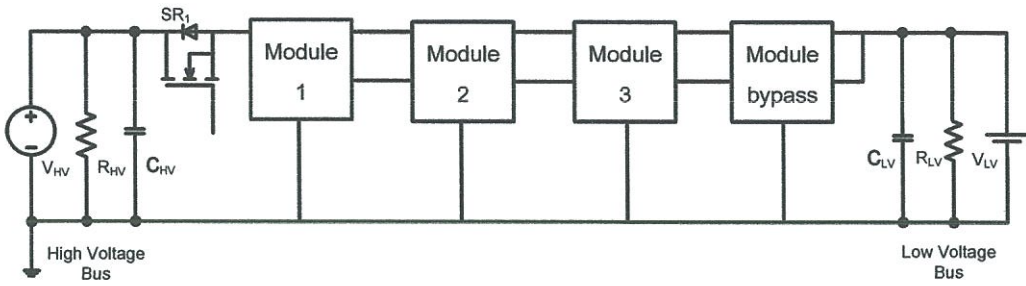 SR1
Module
1
Module
2
Module
3
Module
bypass
+
−
VHV
RHV
CHV
CLV
RLV
VLV
High Voltage
Bus
Low Voltage
Bus